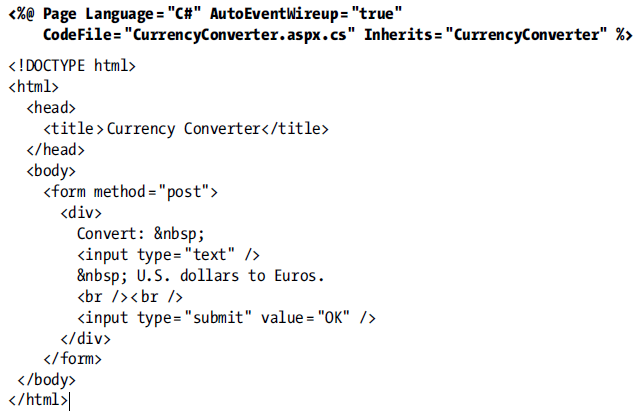 <%@ Page Language="C#" AutoEventWireup="true"
    CodeFile="CurrencyConverter.aspx.cs" Inherits="CurrencyConverter" %>
<!DOCTYPE html>
<html>
  <head>
    <title>Currency Converter</title>
  </head>
  <body>
    <form method="post">
      <div>
        Convert: &nbsp;
        <input type="text" />
        &nbsp; U.S. dollars to Euros.
        <br /><br />
        <input type="submit" value="OK" />
      </div>
    </form>
 </body>
</html>